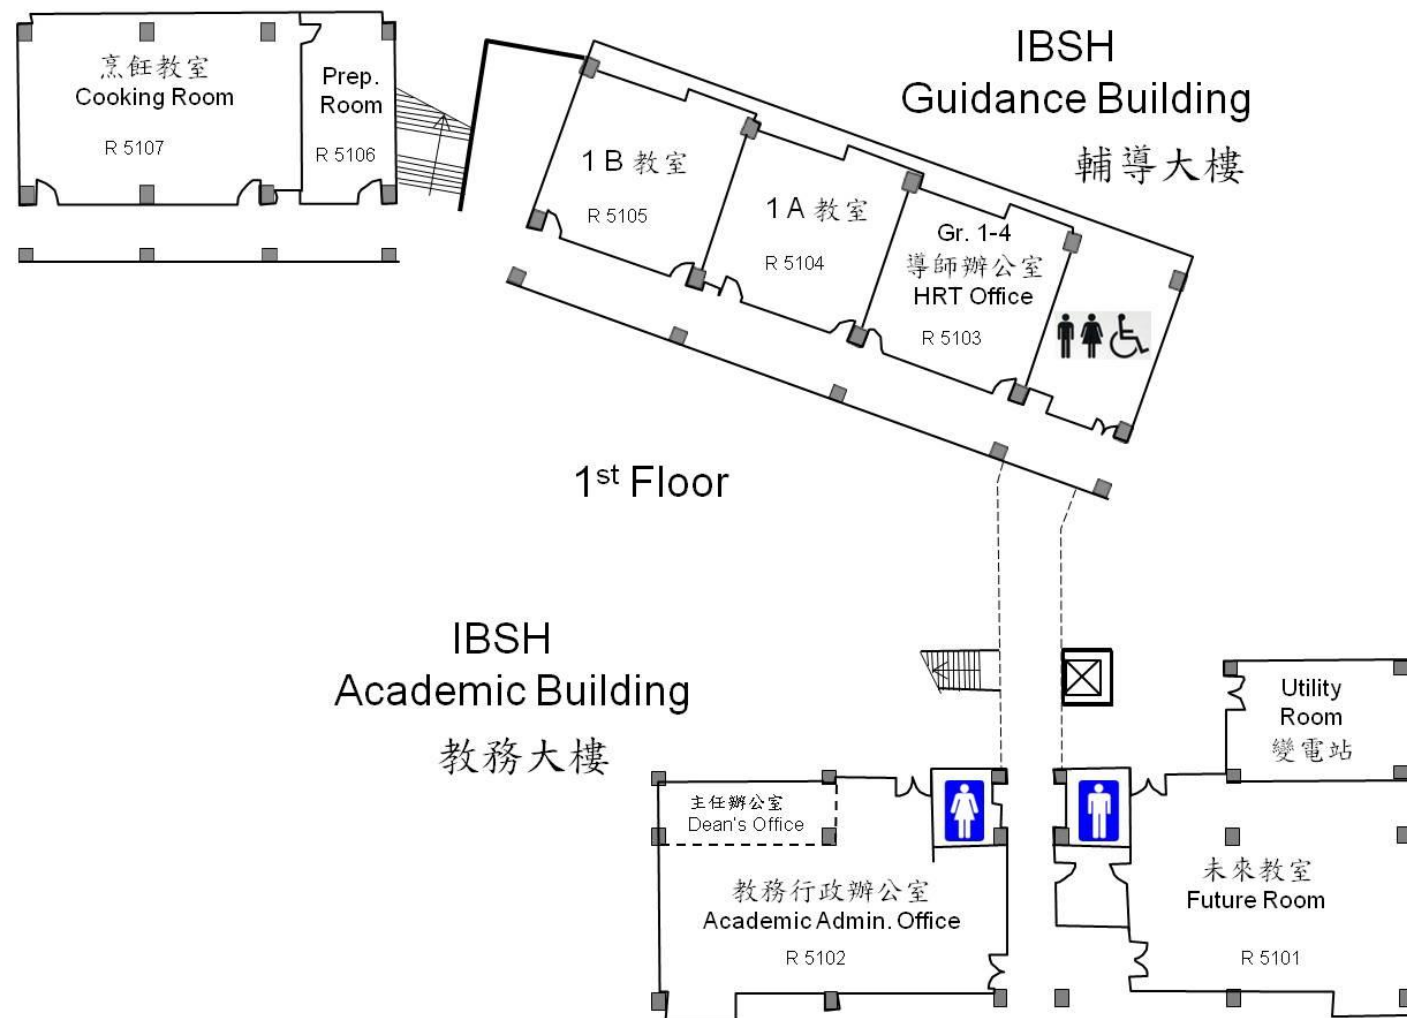 IBSH
Guidance Building
輔導大樓
烹飪教室
Cooking Room
R 5107
Prep.
Room
R 5106
1 B 教室
R 5105
1 A 教室
R 5104
Gr. 1-4
導師辦公室
HRT Office
R 5103
1st Floor
IBSH
Academic Building
教務大樓
Utility
Room
變電站
主任辦公室
Dean's Office
教務行政辦公室
Academic Admin. Office
R 5102
未來教室
Future Room
R 5101